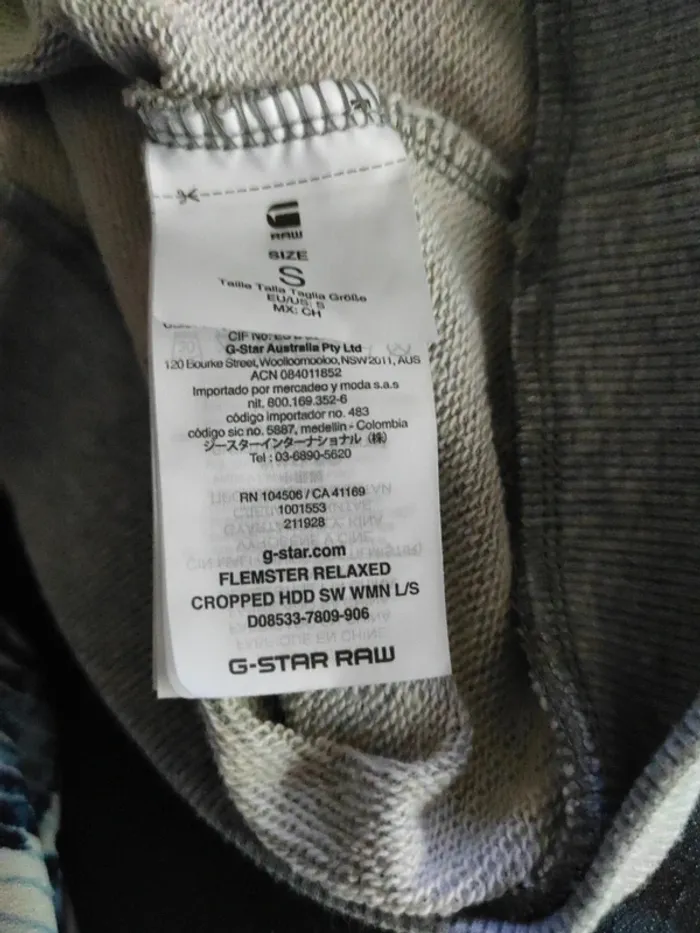 RAW
SIZE
S
Taille Talla Taglia Größe
EU/US: S
MX: CH
CIF No:
G-Star Australia Pty Ltd
120 Bourke Street, Woolloomooloo, NSW 2011, AUS
ACN 084011852
Importado por mercadeo y moda s.a.s
nit. 800.169.352-6
código importador no. 483
código sic no. 5887, medellin - Colombia
ジースターインターナショナル（株）
Tel : 03-6890-5620
RN 104506 / CA 41169
1001553
211928
g-star.com
FLEMSTER RELAXED
CROPPED HDD SW WMN L/S
D08533-7809-906
G-STAR RAW